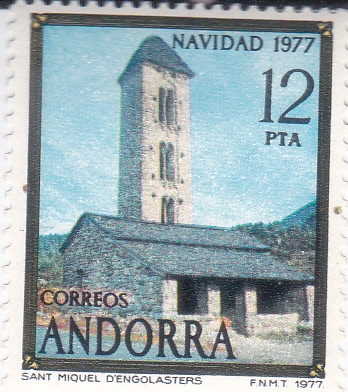 NAVIDAD 1977
12
PTA
CORREOS
ANDORRA
SANT MIQUEL D'ENGOLASTERS F.N.M.T. 1977